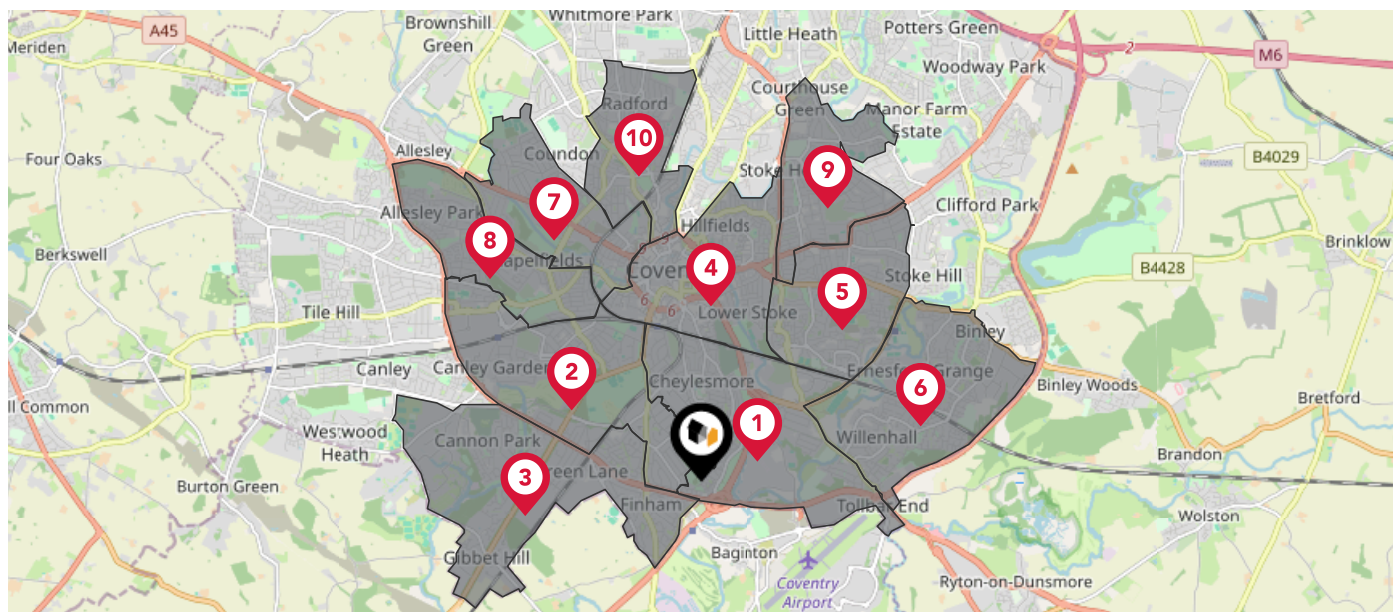 Whitmore Park
Brownshill
Green
A45
Meriden
Little Heath
Potters Green
2
M6
Woodway Park
Courthouse
Green
Radford
Manor Farm
Estate
10
Allesley
Coundon
Four Oaks
B4029
Stoke He
9
7
Allesley Park
Clifford Park
Hillfields
8
Berkswell
apelfields
Coven
4
Stoke Hill
B4428
Brinklow
5
6
6
Tile Hill
Lower Stoke
Binley
Canley
Canley Garden
2
Cheylesmore
Ernesford Grange
6
Binley Woods
ll Common
Bretford
1
Westwood
Heath
Cannon Park
Willenhall
Brandon
Burton Green
3
reen Lane
Finham
Tollbar End
Wolston
Gibbet Hill
Baginton
Coventry
Airport
Ryton-on-Dunsmore